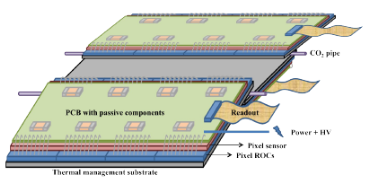 CO₂ pipe
PCB with passive components
Readout
Power + HV
Pixel sensor
Pixel ROCs
Thermal management substrate